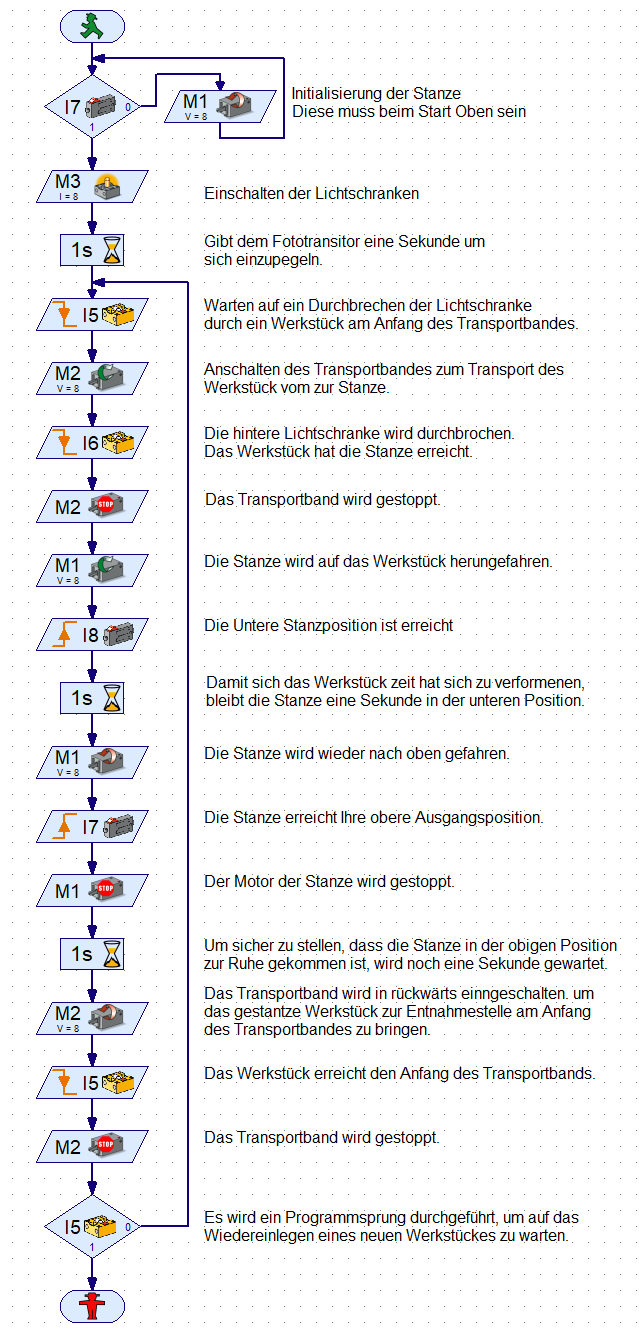 I7
0
1
M1
V = 8
Initialisierung der Stanze
Diese muss beim Start Oben sein
M3
I = 8
Einschalten der Lichtschranken
1s
Gibt dem Fototransitor eine Sekunde um
sich einzupegeln.
I5
Warten auf ein Durchbrechen der Lichtschranke
durch ein Werkstück am Anfang des Transportbandes.
M2
V = 8
Anschalten des Transportbandes zum Transport des
Werkstück vom zur Stanze.
I6
Die hintere Lichtschranke wird durchbrochen.
Das Werkstück hat die Stanze erreicht.
M2
STOP
Das Transportband wird gestoppt.
M1
V = 8
Die Stanze wird auf das Werkstück herungefahren.
I8
Die Untere Stanzposition ist erreicht
1s
Damit sich das Werkstück zeit hat sich zu verformenen,
bleibt die Stanze eine Sekunde in der unteren Position.
M1
V = 8
Die Stanze wird wieder nach oben gefahren.
I7
Die Stanze erreicht Ihre obere Ausgangsposition.
M1
STOP
Der Motor der Stanze wird gestoppt.
1s
Um sicher zu stellen, dass die Stanze in der obigen Position
zur Ruhe gekommen ist, wird noch eine Sekunde gewartet.
M2
V = 8
Das Transportband wird in rückwärts einngeschalten. um
das gestantze Werkstück zur Entnahmestelle am Anfang
des Transportbandes zu bringen.
I5
Das Werkstück erreicht den Anfang des Transportbands.
M2
STOP
Das Transportband wird gestoppt.
I5
0
1
Es wird ein Programmsprung durchgeführt, um auf das
Wiedereinlegen eines neuen Werkstückes zu warten.